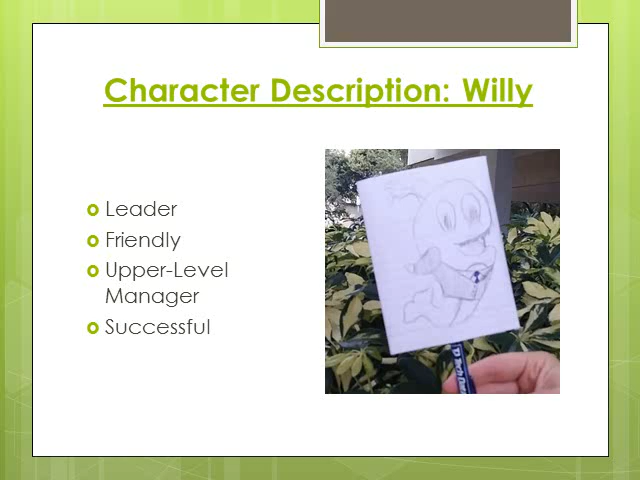 Character Description: Willy
Leader
Friendly
Upper-Level
Manager
Successful